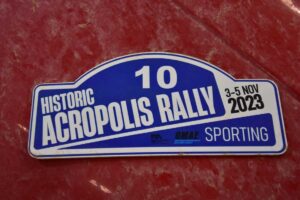 10
HISTORIC
ACROPOLIS RALLY
3-5 NOV
2023
SPORTING